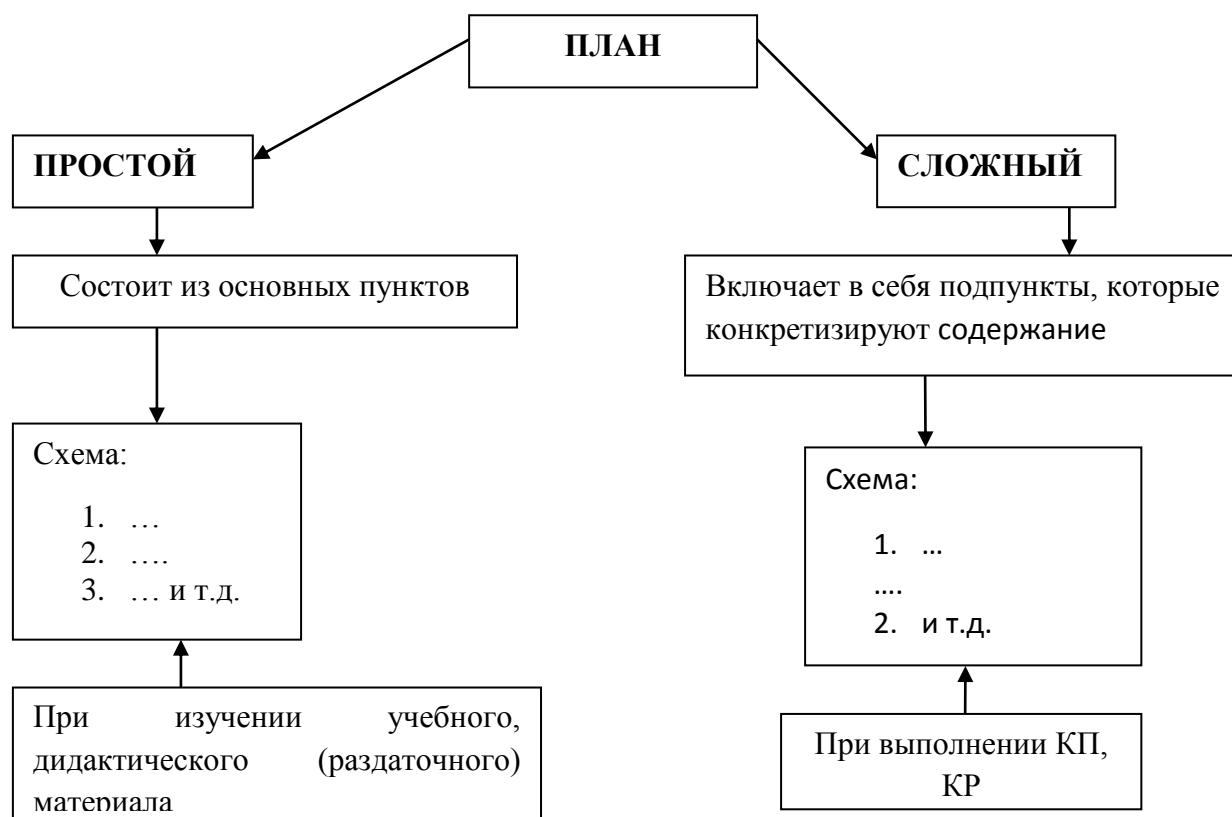 ПЛАН
ПРОСТОЙ
СЛОЖНЫЙ
Состоит из основных пунктов
Включает в себя подпункты, которые
конкретизируют содержание
Схема:
1. …
2. ….
3. … и т.д.
Схема:
1. …
….
2. и т.д.
При изучении учебного,
дидактического (раздаточного)
материала
При выполнении КП,
КР